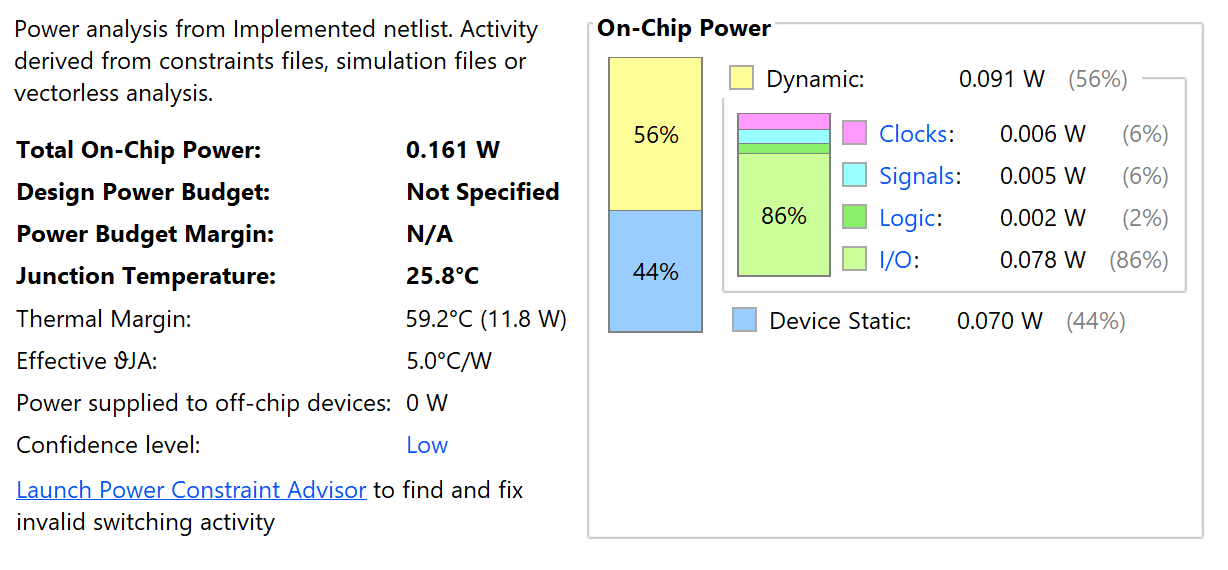 Power analysis from Implemented netlist. Activity
derived from constraints files, simulation files or
vectorless analysis.
Total On-Chip Power: 0.161 W
Design Power Budget: Not Specified
Power Budget Margin: N/A
Junction Temperature: 25.8°C
Thermal Margin: 59.2°C (11.8 W)
Effective ϑJA: 5.0°C/W
Power supplied to off-chip devices: 0 W
Confidence level: Low
Launch Power Constraint Advisor to find and fix
invalid switching activity
On-Chip Power
56%
44%
Dynamic: 0.091 W (56%)
86%
Clocks: 0.006 W (6%)
Signals: 0.005 W (6%)
Logic: 0.002 W (2%)
I/O: 0.078 W (86%)
Device Static: 0.070 W (44%)